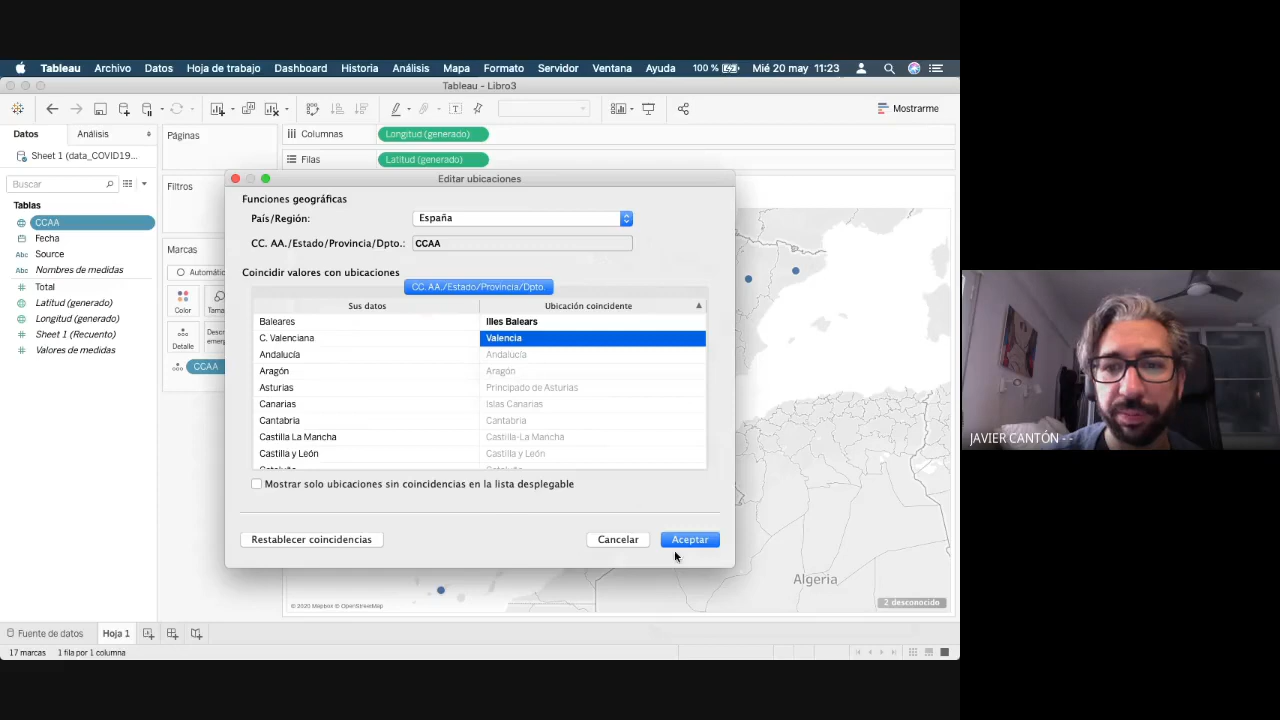 Tableau Archivo Datos Hoja de trabajo Dashboard Historia Análisis Mapa Formato Servidor Ventana Ayuda 100 % Mié 20 may 11:23
Tableau - Libro3
Mostrarme
Datos Análisis
Páginas
Columnas Longitud (generado)
Sheet 1 (data_COVID19...
Filas Latitud (generado)
Buscar
Filtros
Editar ubicaciones
Funciones geográficas
Tablas
País/Región: España
CCAA
Fecha
CC. AA./Estado/Provincia/Dpto.: CCAA
Marcas
Abc Source
Abc Nombres de medidas
Automátic
Coincidir valores con ubicaciones
Total
CC. AA./Estado/Provincia/Dpto.
Latitud (generado)
Color Tama
Sus datos Ubicación coincidente
Longitud (generado)
Baleares Illes Balears
Sheet 1 (Recuento)
C. Valenciana Valencia
Valores de medidas
Detalle Descr emerg
Andalucía Andalucía
CCAA
Aragón Aragón
Asturias Principado de Asturias
Canarias Islas Canarias
Cantabria Cantabria
Castilla La Mancha Castilla-La Mancha
Castilla y León Castilla y León
Cataluña Cataluña
Mostrar solo ubicaciones sin coincidencias en la lista desplegable
Restablecer coincidencias Cancelar Aceptar
Algeria
© 2020 Mapbox © OpenStreetMap
2 desconocido
Fuente de datos Hoja 1
17 marcas 1 fila por 1 columna
JAVIER CANTÓN - -